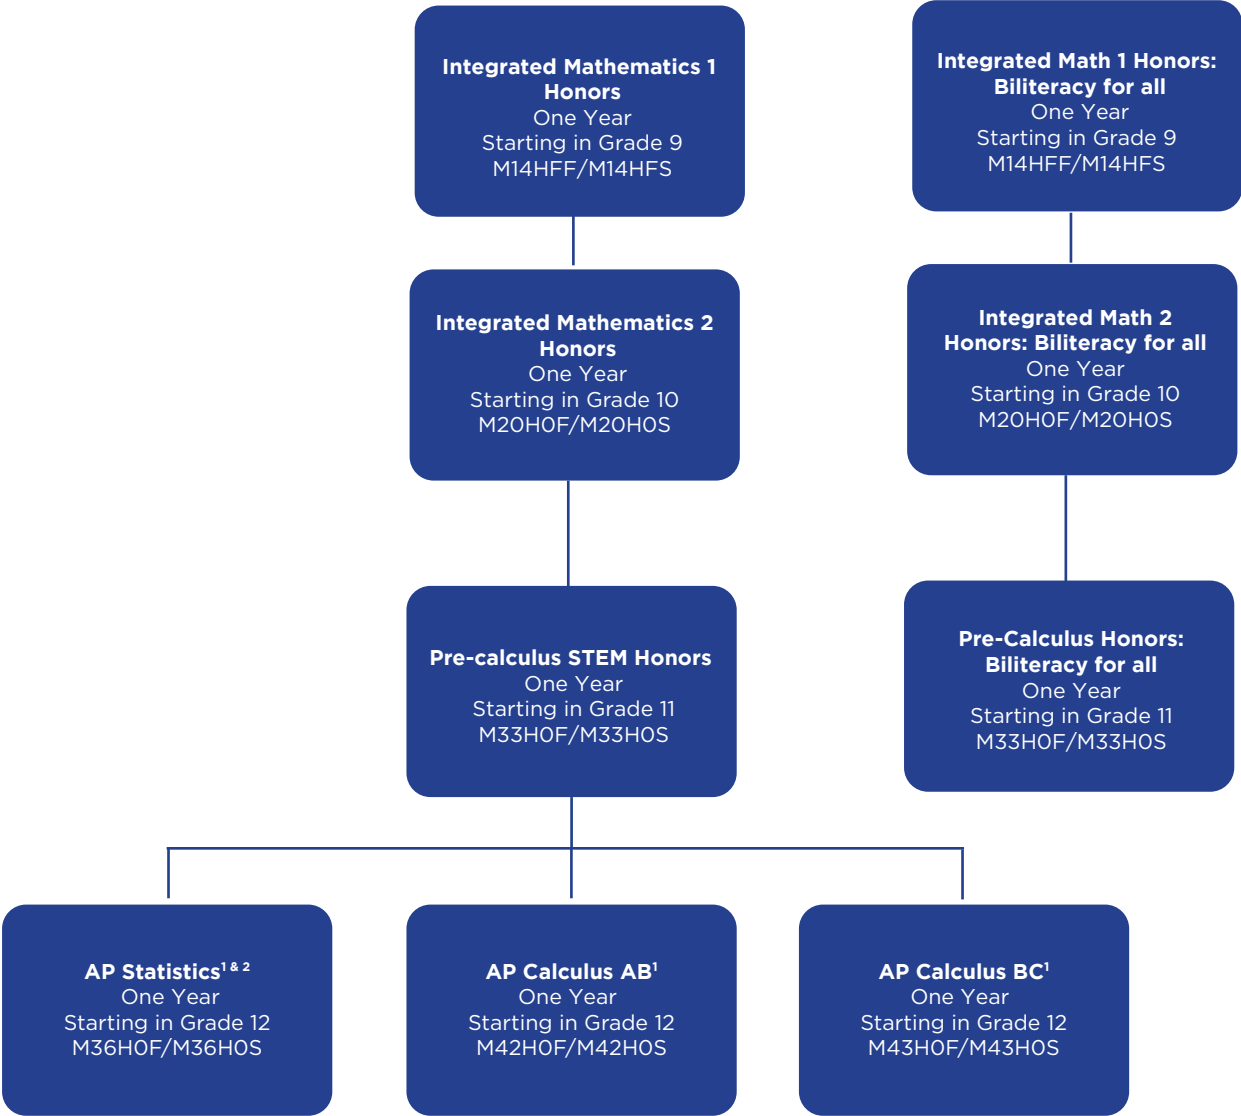 Integrated Mathematics 1
Honors
One Year
Starting in Grade 9
M14HFF/M14HFS
Integrated Math 1 Honors:
Biliteracy for all
One Year
Starting in Grade 9
M14HFF/M14HFS
Integrated Mathematics 2
Honors
One Year
Starting in Grade 10
M20H0F/M20H0S
Integrated Math 2
Honors: Biliteracy for all
One Year
Starting in Grade 10
M20H0F/M20H0S
Pre-calculus STEM Honors
One Year
Starting in Grade 11
M33H0F/M33H0S
Pre-Calculus Honors:
Biliteracy for all
One Year
Starting in Grade 11
M33H0F/M33H0S
AP Statistics¹ ᵃ ²
One Year
Starting in Grade 12
M36H0F/M36H0S
AP Calculus AB¹
One Year
Starting in Grade 12
M42H0F/M42H0S
AP Calculus BC¹
One Year
Starting in Grade 12
M43H0F/M43H0S